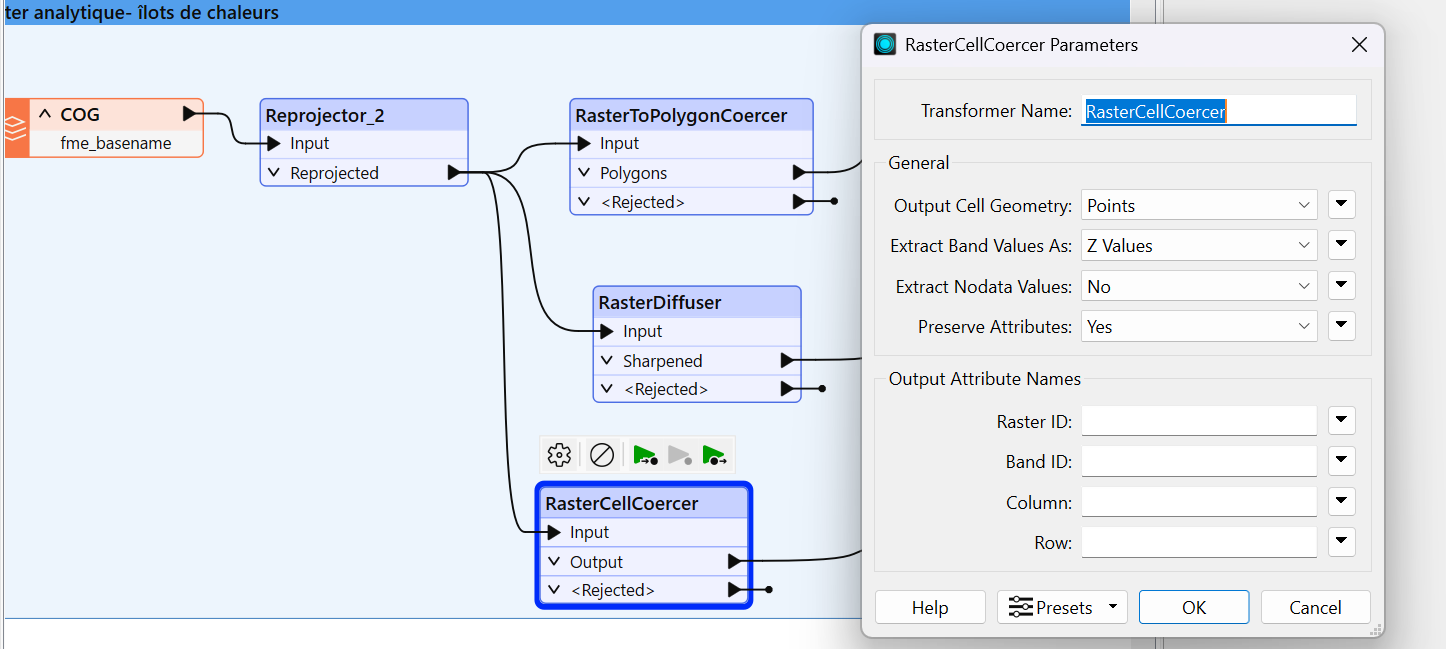 ter analytique- îlots de chaleurs
COG
fme_basename
Reprojector_2
Input
Reprojected
RasterToPolygonCoercer
Input
Polygons
<Rejected>
RasterDiffuser
Input
Sharpened
<Rejected>
RasterCellCoercer
Input
Output
<Rejected>
RasterCellCoercer Parameters
Transformer Name: RasterCellCoercer
General
Output Cell Geometry: Points
Extract Band Values As: Z Values
Extract Nodata Values: No
Preserve Attributes: Yes
Output Attribute Names
Raster ID:
Band ID:
Column:
Row:
Help Presets OK Cancel